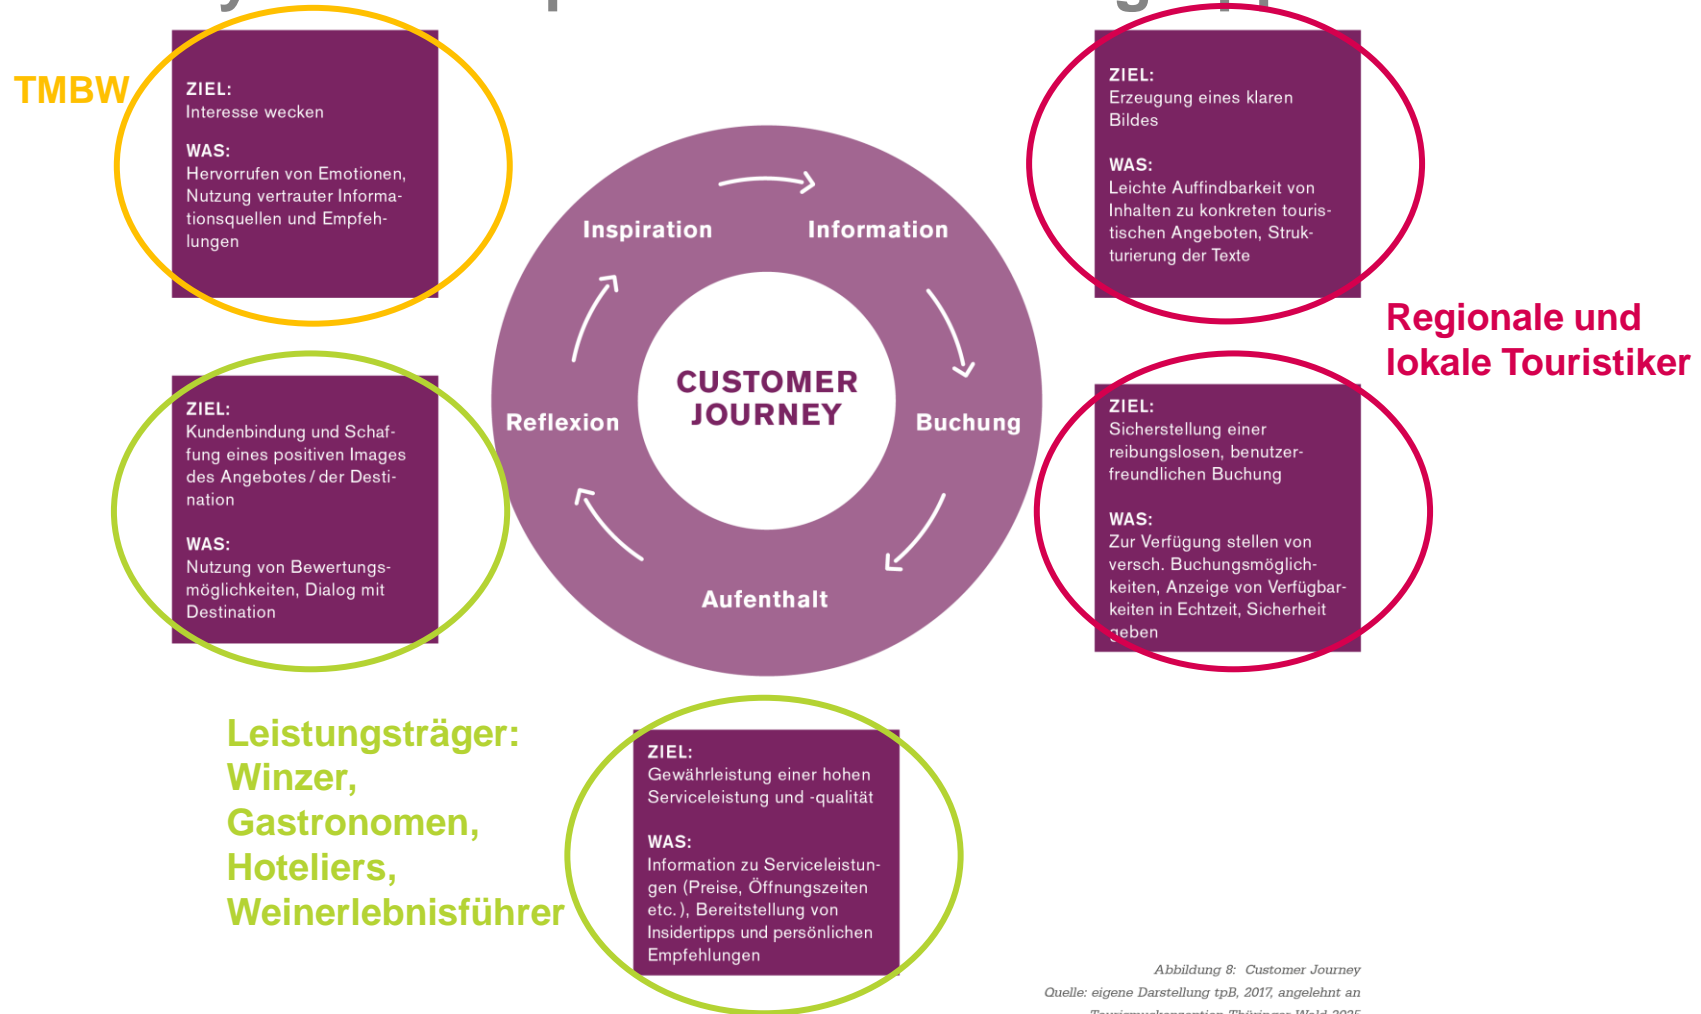 TMBW
ZIEL:
Interesse wecken
WAS:
Hervorrufen von Emotionen,
Nutzung vertrauter Informa-
tionsquellen und Empfeh-
lungen
ZIEL:
Erzeugung eines klaren
Bildes
WAS:
Leichte Auffindbarkeit von
Inhalten zu konkreten touris-
tischen Angeboten, Struk-
turierung der Texte
Inspiration
Information
Buchung
Aufenthalt
Reflexion
CUSTOMER
JOURNEY
Regionale und
lokale Touristiker
ZIEL:
Kundenbindung und Schaf-
fung eines positiven Images
des Angebotes / der Desti-
nation
WAS:
Nutzung von Bewertungs-
möglichkeiten, Dialog mit
Destination
ZIEL:
Sicherstellung einer
reibungslosen, benutzer-
freundlichen Buchung
WAS:
Zur Verfügung stellen von
versch. Buchungsmöglich-
keiten, Anzeige von Verfügbar-
keiten in Echtzeit, Sicherheit
geben
Leistungsträger:
Winzer,
Gastronomen,
Hoteliers,
Weinerlebnisführer
ZIEL:
Gewährleistung einer hohen
Serviceleistung und -qualität
WAS:
Information zu Serviceleistun-
gen (Preise, Öffnungszeiten
etc.), Bereitstellung von
Insidertipps und persönlichen
Empfehlungen
Abbildung 8: Customer Journey
Quelle: eigene Darstellung tpB, 2017, angelehnt an
Tourismuskonzeption Thüringer Wald 2025